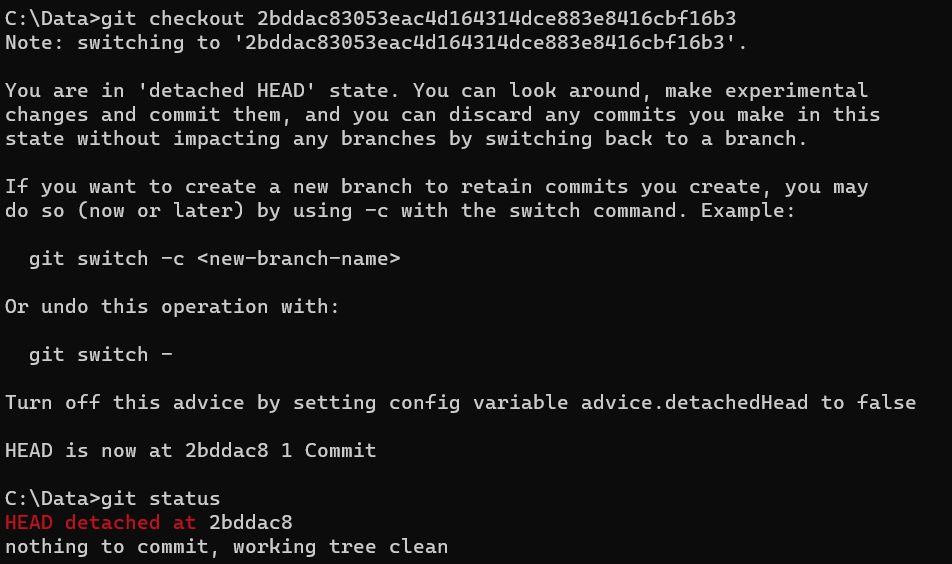 C:\Data>git checkout 2bddac83053eac4d164314dce883e8416cbf16b3
Note: switching to '2bddac83053eac4d164314dce883e8416cbf16b3'.
You are in 'detached HEAD' state. You can look around, make experimental
changes and commit them, and you can discard any commits you make in this
state without impacting any branches by switching back to a branch.
If you want to create a new branch to retain commits you create, you may
do so (now or later) by using -c with the switch command. Example:
git switch -c <new-branch-name>
Or undo this operation with:
git switch -
Turn off this advice by setting config variable advice.detachedHead to false
HEAD is now at 2bddac8 1 Commit
C:\Data>git status
HEAD detached at 2bddac8
nothing to commit, working tree clean